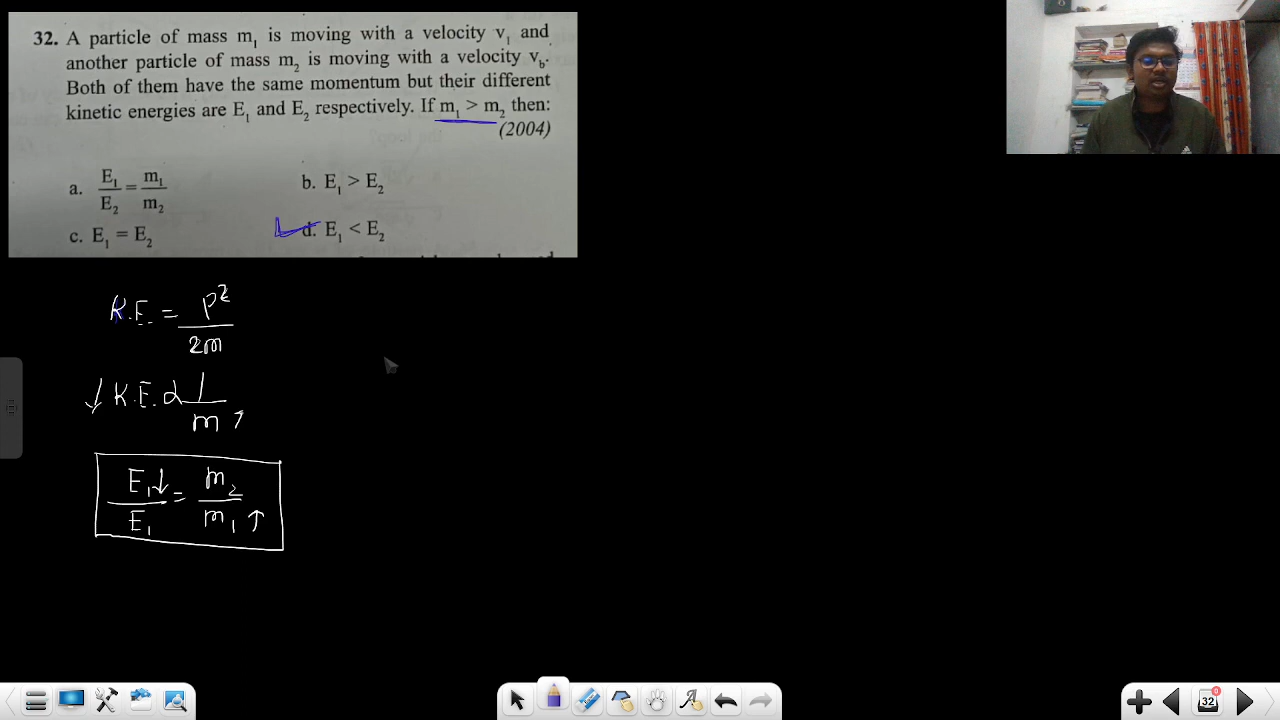 32. A particle of mass m₁ is moving with a velocity v₁ and
another particle of mass m₂ is moving with a velocity v_b.
Both of them have the same momentum but their different
kinetic energies are E₁ and E₂ respectively. If m₁ > m₂ then:
(2004)
a. E₁/E₂ = m₁/m₂
b. E₁ > E₂
c. E₁ = E₂
d. E₁ < E₂
K.E. = P²/2m
↓ K.E. α 1/m ↑
E₁↓/E₁ = m₂/m₁ ↑
32